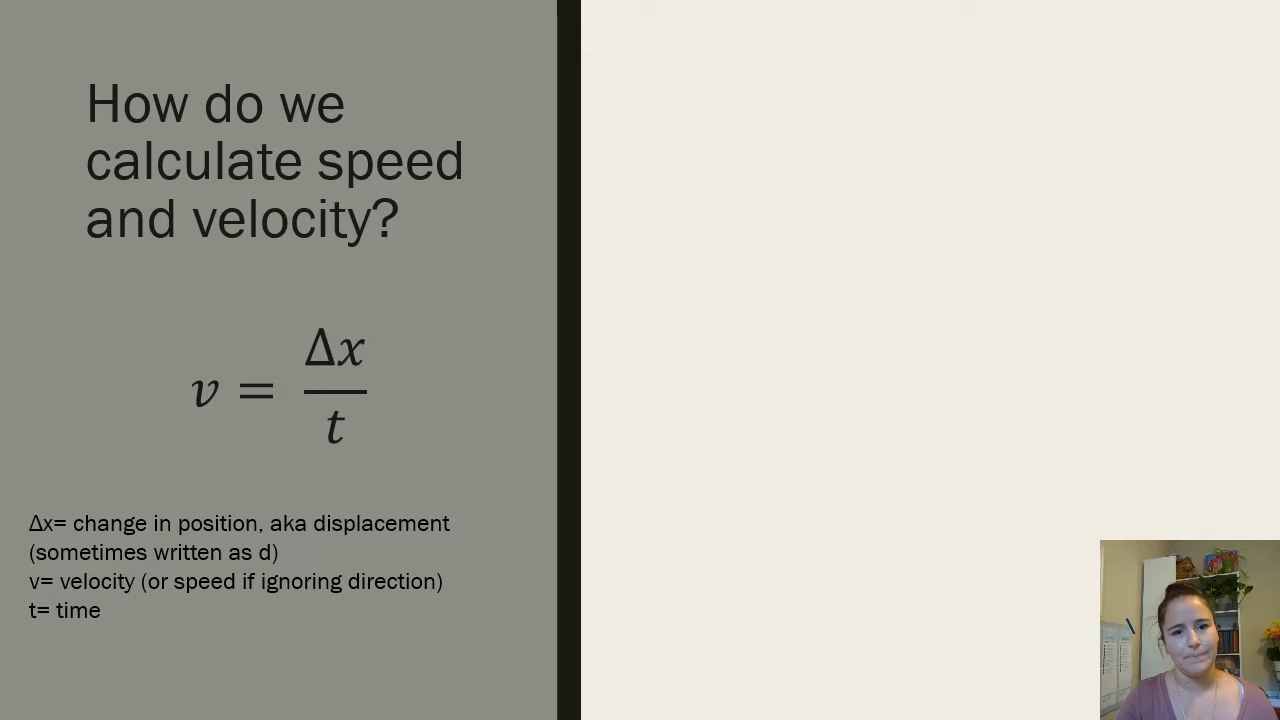 How do we
calculate speed
and velocity?
v = Δx/t
Δx= change in position, aka displacement
(sometimes written as d)
v= velocity (or speed if ignoring direction)
t= time